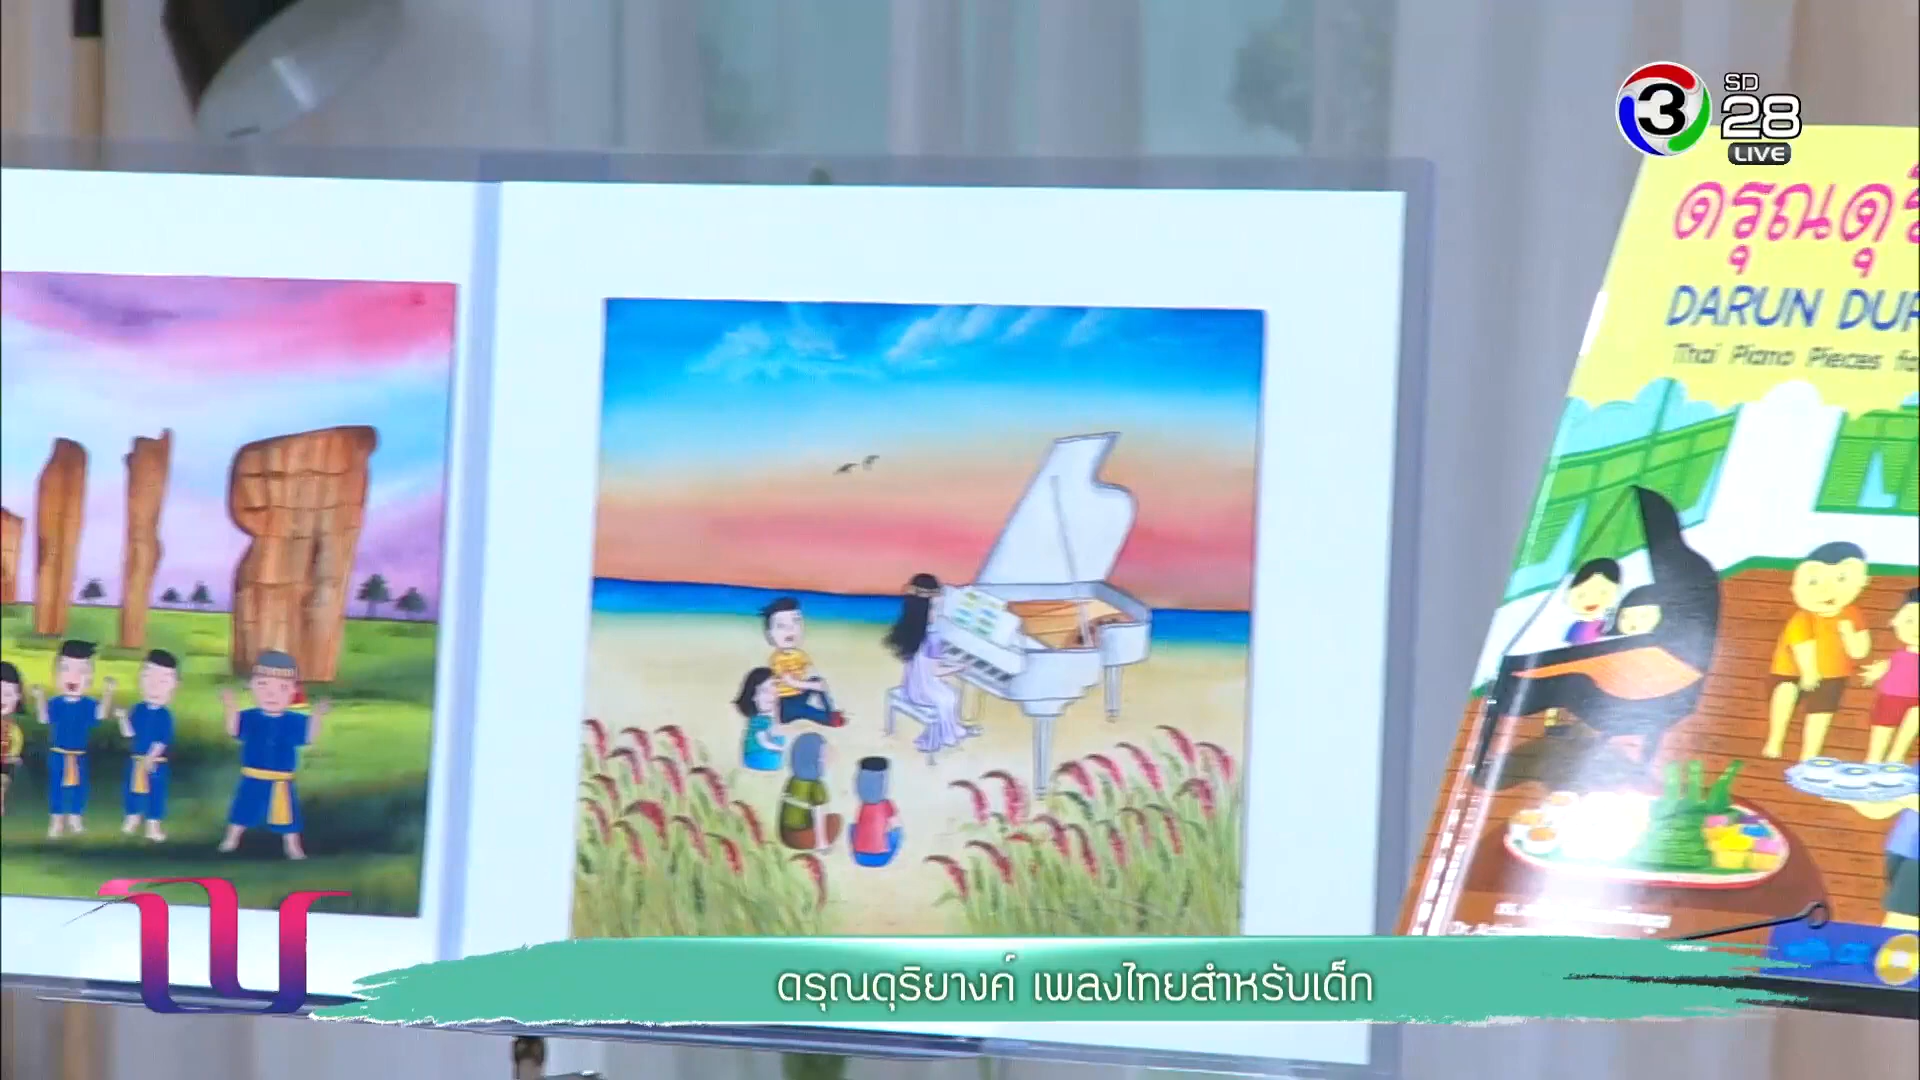 3
SD
28
LIVE
ดรุณดุริ
DARUN DUR
Thai Piano Pieces fo
ดรุณดุริยางค์ เพลงไทยสำหรับเด็ก